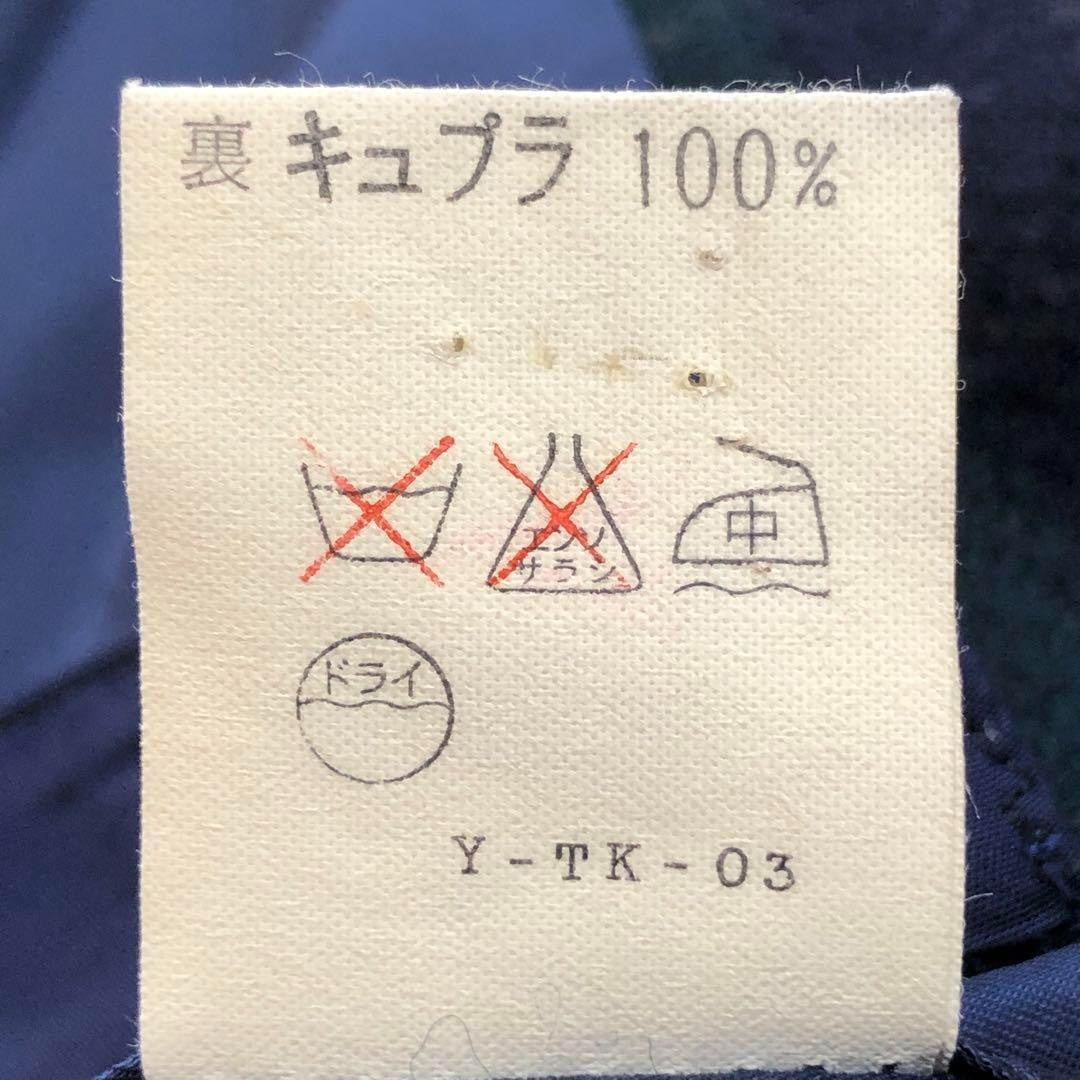 裏 キュプラ 100%
エンソ
サラシ
中
ドライ
Y-TK-03